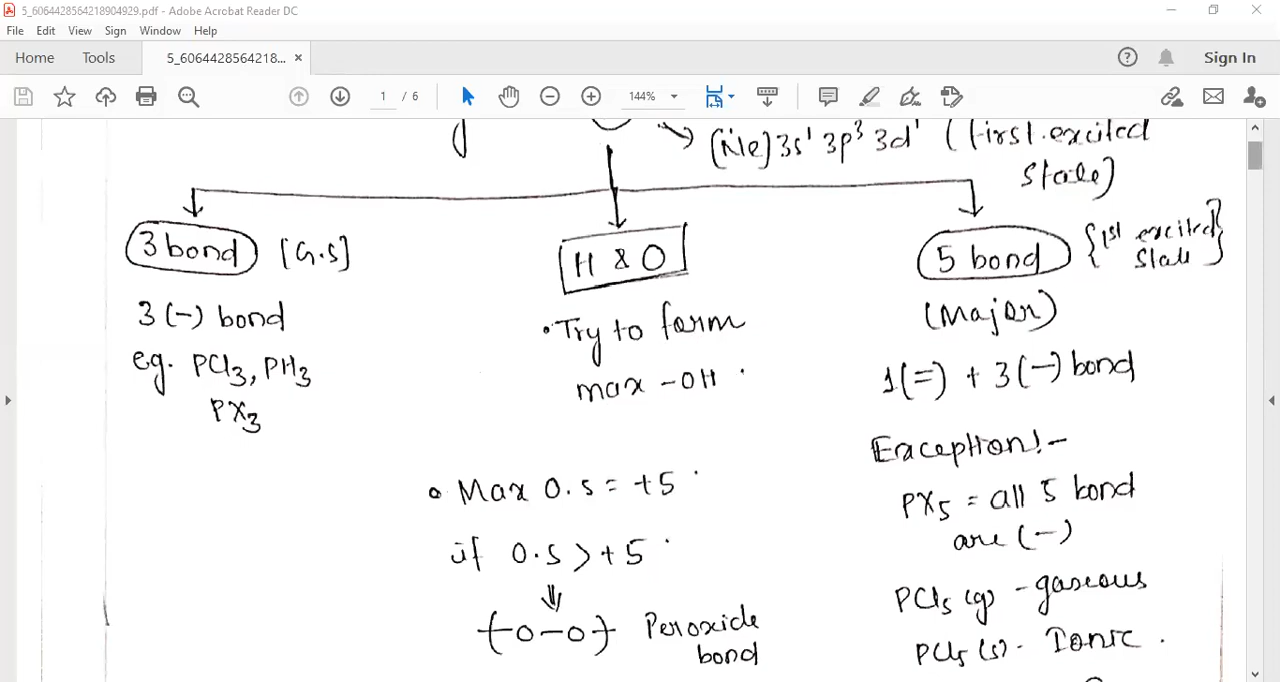 5_6064428564218904929.pdf - Adobe Acrobat Reader DC
File Edit View Sign Window Help
Home Tools 5_6064428564218... × Sign In
1 / 6 144%
(Ne) 3s¹ 3p³ 3d¹ (First excited
state)
3 bond [G.S]
H & O
5 bond {1st excited
state}
3 (-) bond
eg. PCl3, PH3
PX3
• Try to form
max -OH .
(Major)
1(=) + 3(-) bond
• Max O.S = +5
if O.S > +5
⇓
(-O-O-) Peroxide
bond
Exception! -
PX5 = all 5 bond
are (-)
PCl5 (g) - gaseous
PCl5 (s) - Ionic .